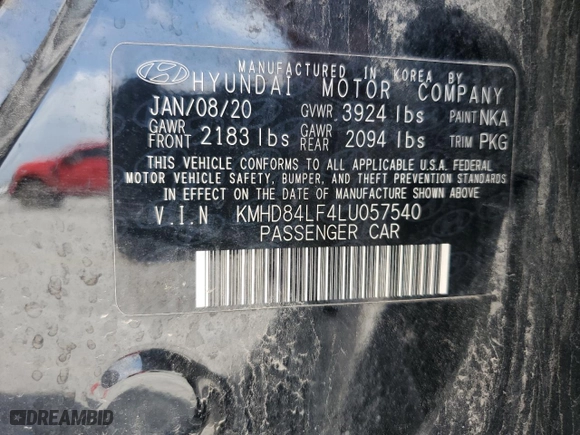 MANUFACTURED IN KOREA BY
HYUNDAI MOTOR COMPANY
JAN/08/20 GVWR 3924 lbs PAINT NKA
GAWR FRONT 2183 lbs GAWR REAR 2094 lbs TRIM PKG
THIS VEHICLE CONFORMS TO ALL APPLICABLE U.S.A. FEDERAL
MOTOR VEHICLE SAFETY, BUMPER, AND THEFT PREVENTION STANDARDS
IN EFFECT ON THE DATE OF MANUFACTURE SHOWN ABOVE
V.I.N KMHD84LF4LU057540
PASSENGER CAR
DREAMBID